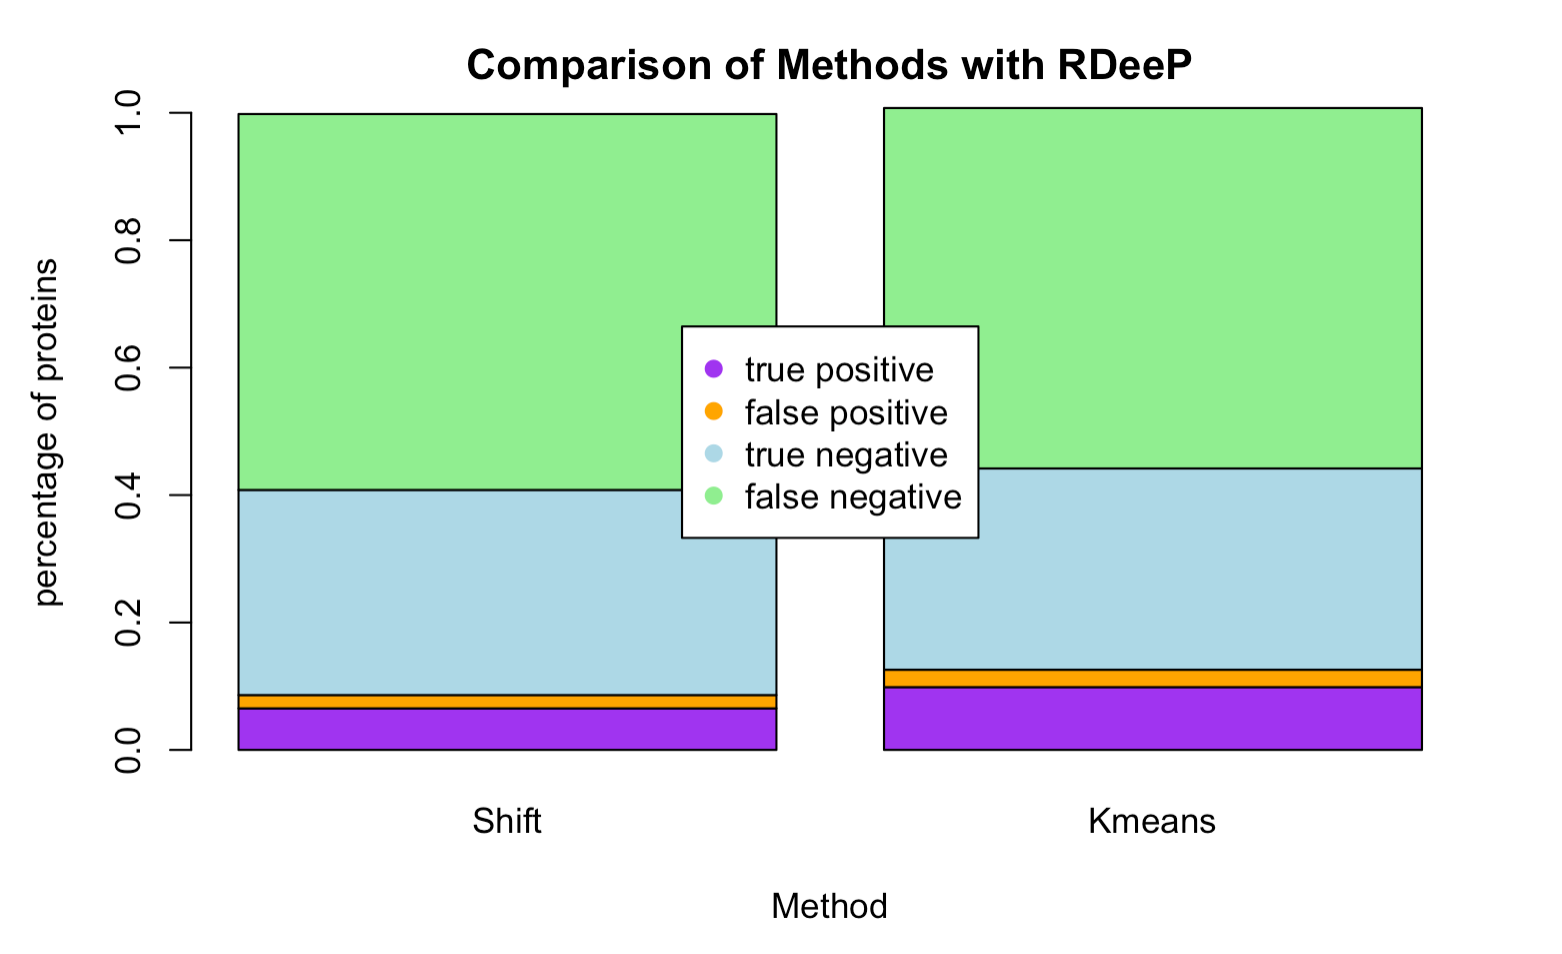 Comparison of Methods with RDeeP
percentage of proteins
1.0
0.8
0.6
0.4
0.2
0.0
true positive
false positive
true negative
false negative
Shift
Kmeans
Method